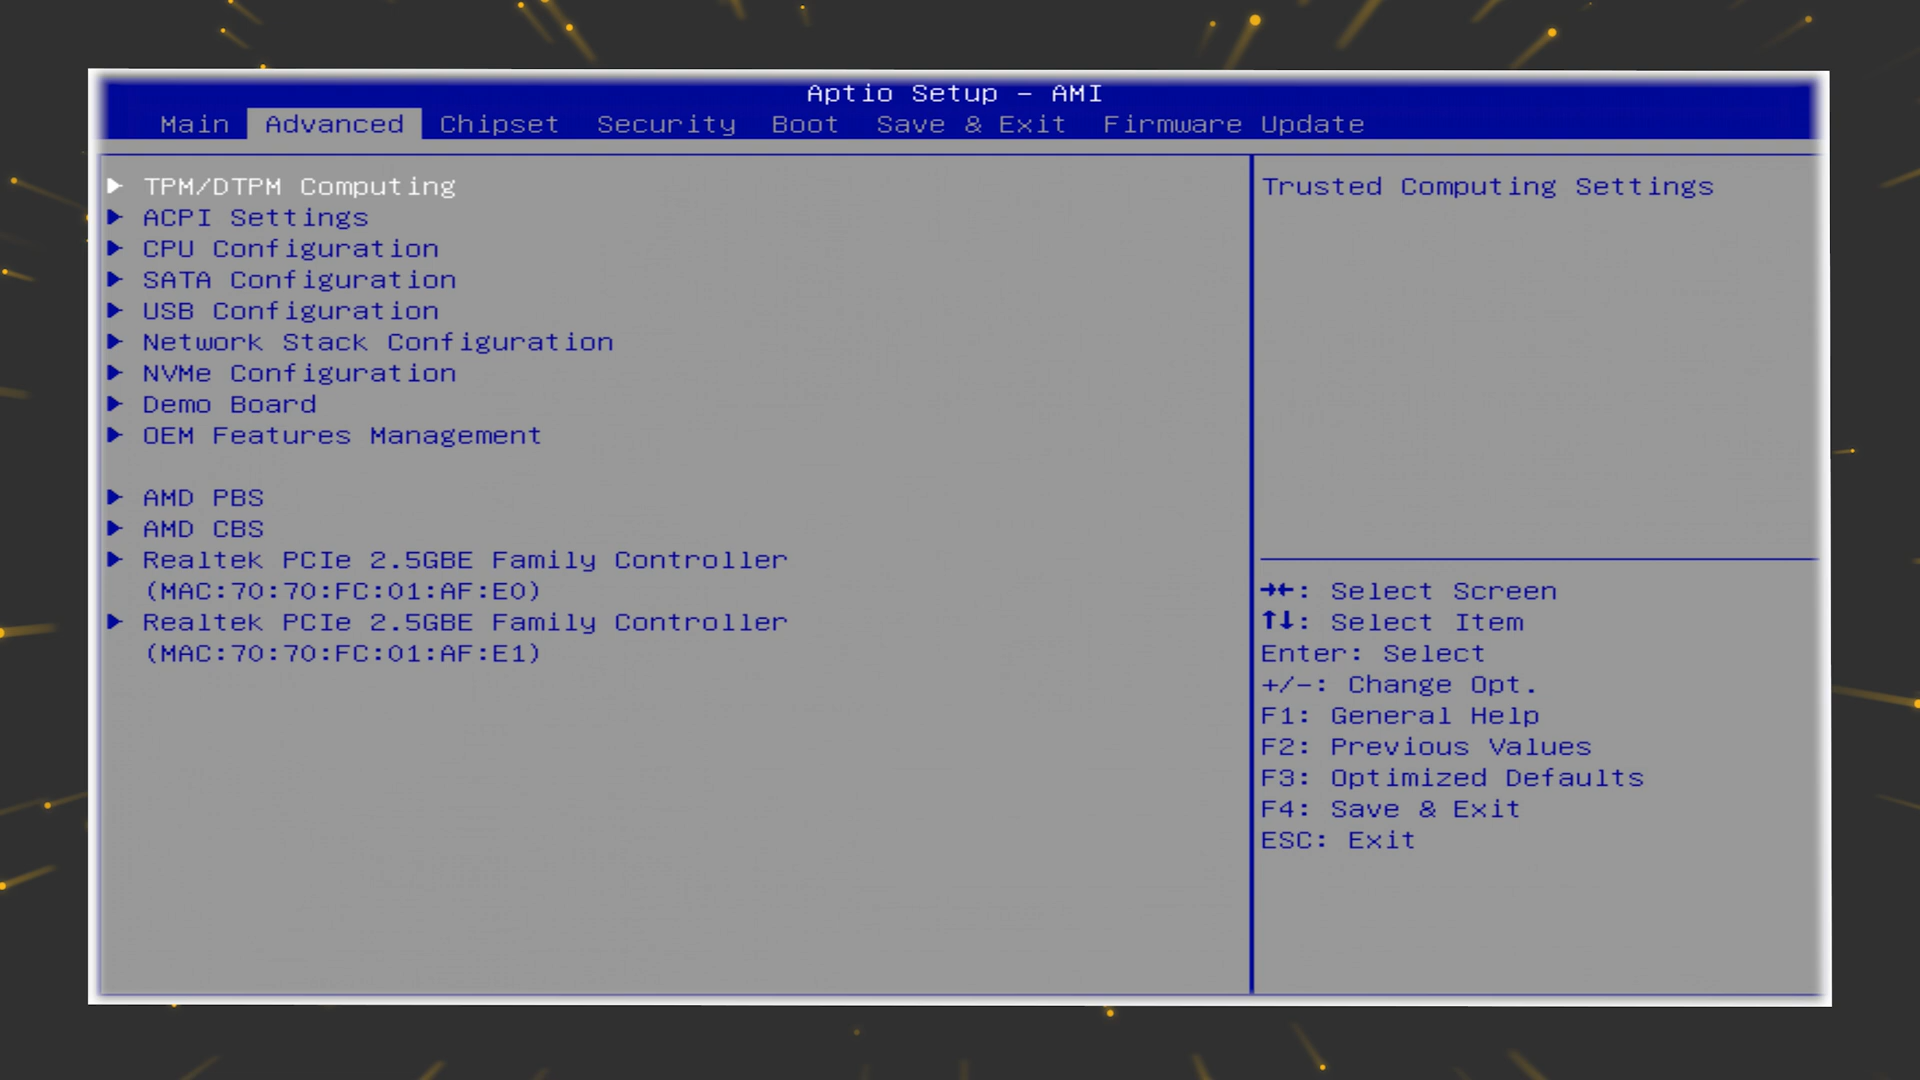 Aptio Setup – AMI
Main Advanced Chipset Security Boot Save & Exit Firmware Update
TPM/DTPM Computing
ACPI Settings
CPU Configuration
SATA Configuration
USB Configuration
Network Stack Configuration
NVMe Configuration
Demo Board
OEM Features Management
AMD PBS
AMD CBS
Realtek PCIe 2.5GBE Family Controller
(MAC:70:70:FC:01:AF:E0)
Realtek PCIe 2.5GBE Family Controller
(MAC:70:70:FC:01:AF:E1)
Trusted Computing Settings
→←: Select Screen
↑↓: Select Item
Enter: Select
+/-: Change Opt.
F1: General Help
F2: Previous Values
F3: Optimized Defaults
F4: Save & Exit
ESC: Exit